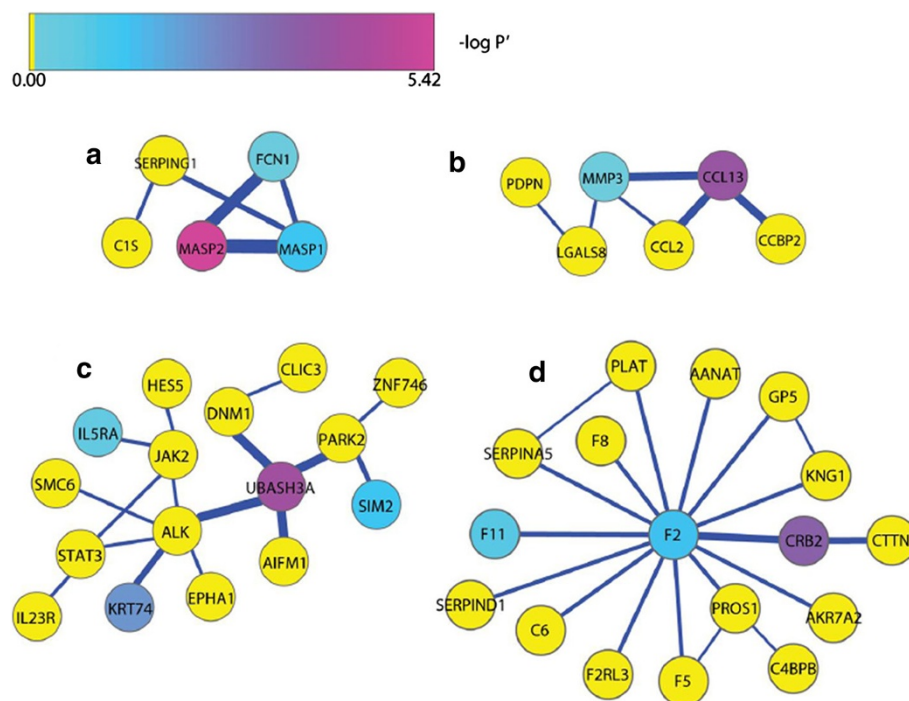 -log P'
0.00
5.42
a
SERPING1
FCN1
C1S
MASP2
MASP1
b
PDPN
MMP3
CCL13
LGALS8
CCL2
CCBP2
c
HES5
CLIC3
ZNF746
IL5RA
DNM1
PARK2
JAK2
SMC6
UBASH3A
SIM2
ALK
STAT3
AIFM1
IL23R
KRT74
EPHA1
d
PLAT
AANAT
GP5
SERPINA5
F8
KNG1
F11
F2
CRB2
CTTN
SERPIND1
PROS1
AKR7A2
C6
F2RL3
F5
C4BPB